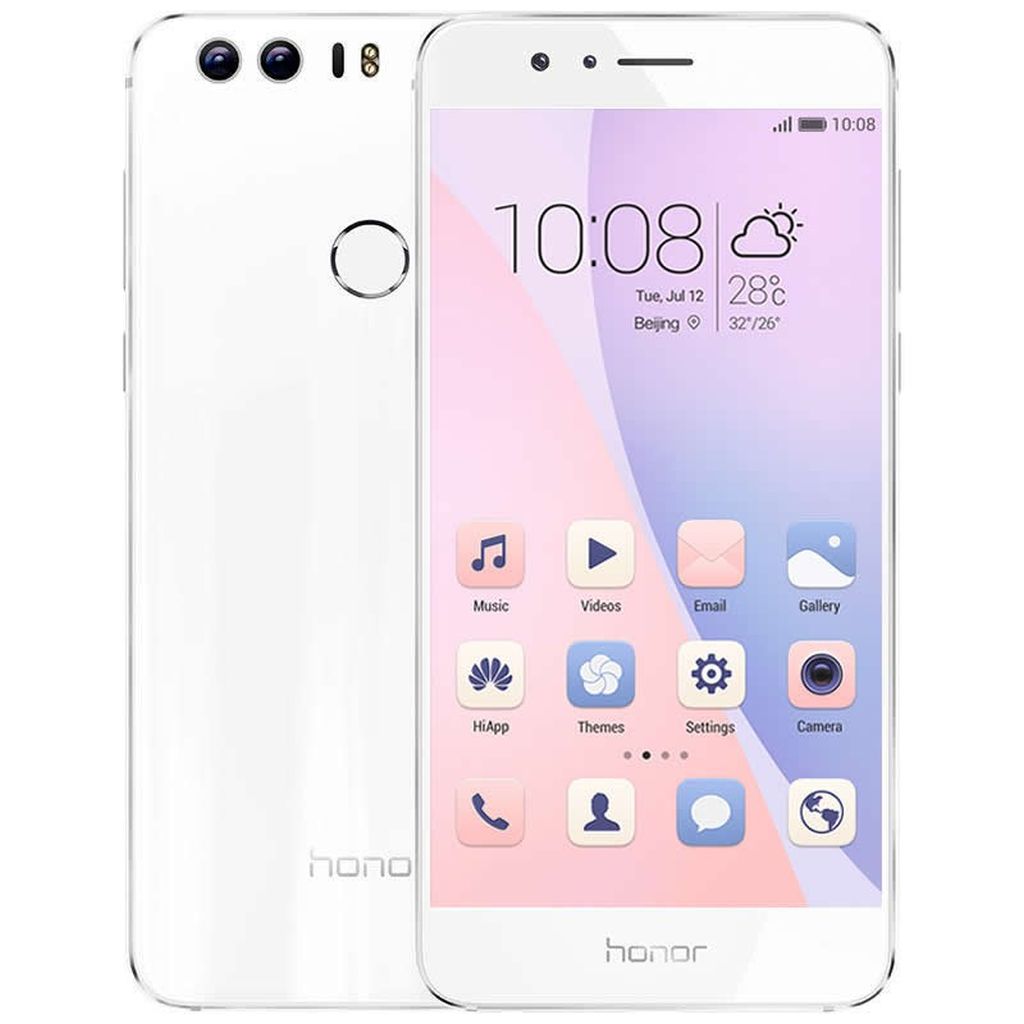 10:08
10:08
Tue, Jul 12
Beijing
28°C
32°/26°
Music
Videos
Email
Gallery
HiApp
Themes
Settings
Camera
hono
honor